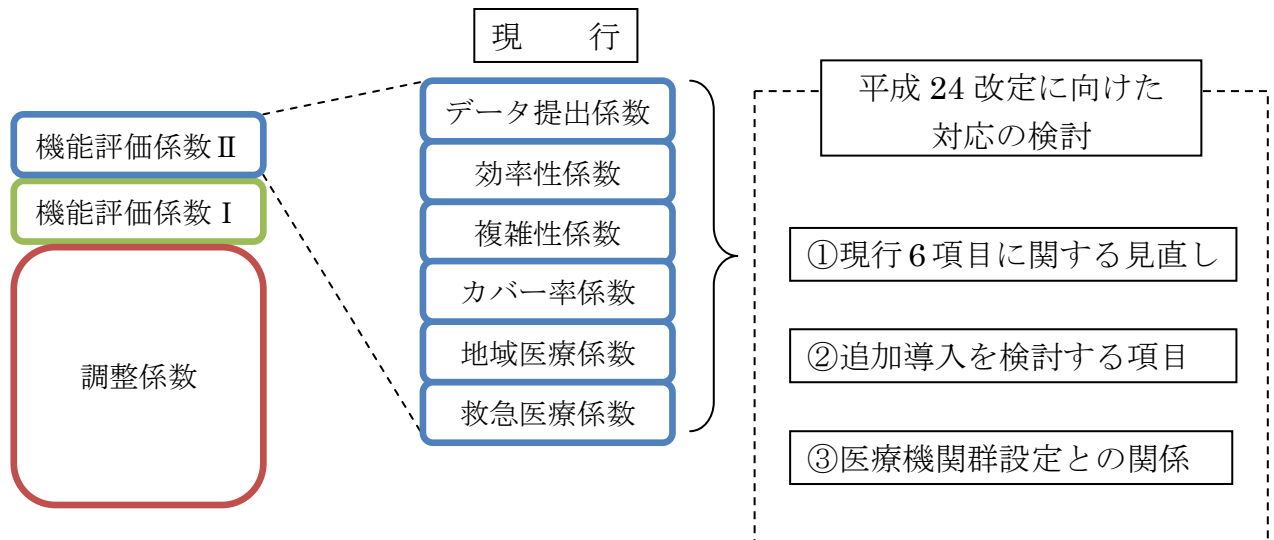 現　　行
平成 24 改定に向けた
対応の検討
機能評価係数Ⅱ
機能評価係数Ⅰ
調整係数
データ提出係数
効率性係数
複雑性係数
カバー率係数
地域医療係数
救急医療係数
①現行 6 項目に関する見直し
②追加導入を検討する項目
③医療機関群設定との関係